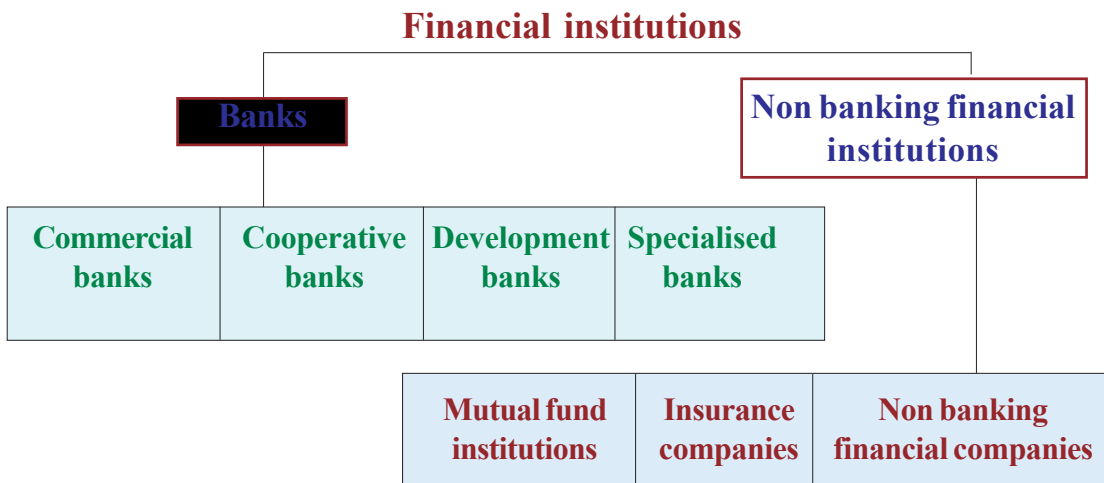 Financial institutions
Banks
Non banking financial
institutions
Commercial
banks
Cooperative
banks
Development
banks
Specialised
banks
Mutual fund
institutions
Insurance
companies
Non banking
financial companies